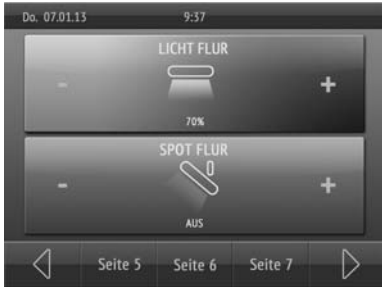 Do. 07.01.13 9:37
LICHT FLUR
- +
70%
SPOT FLUR
- +
AUS
Seite 5 Seite 6 Seite 7